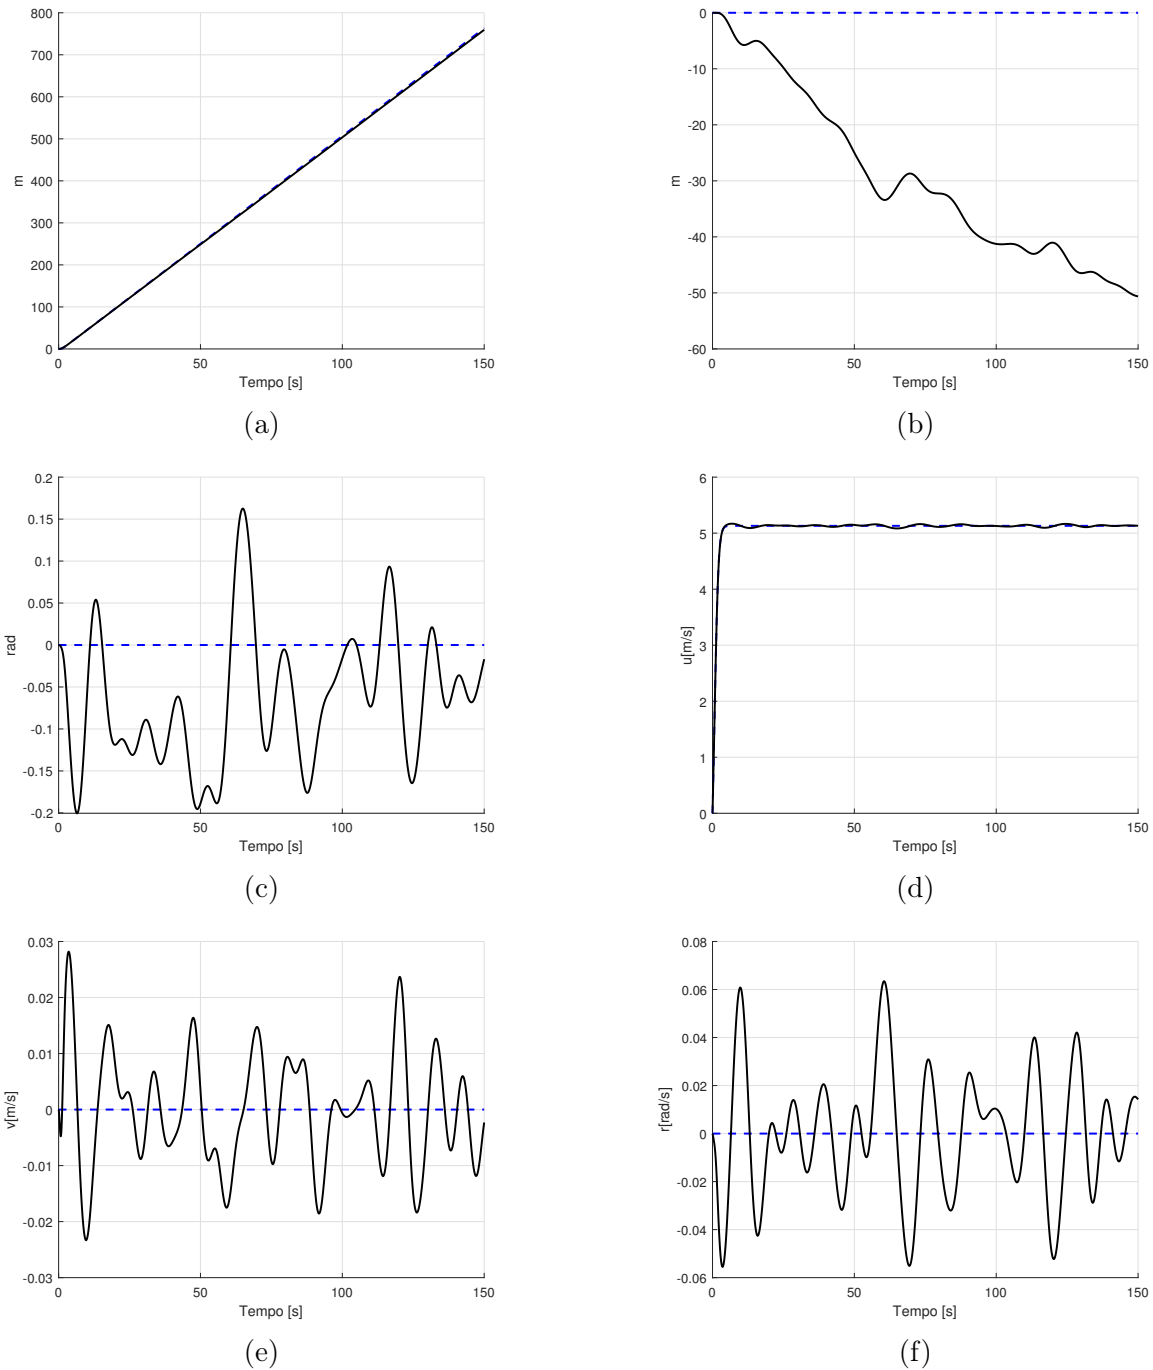 800
700
600
500
400
300
200
100
0
m
0 50 100 150
Tempo [s]
(a)
0
-10
-20
-30
-40
-50
-60
m
0 50 100 150
Tempo [s]
(b)
0.2
0.15
0.1
0.05
0
-0.05
-0.1
-0.15
-0.2
rad
0 50 100 150
Tempo [s]
(c)
6
5
4
3
2
1
0
u[m/s]
0 50 100 150
Tempo [s]
(d)
0.03
0.02
0.01
0
-0.01
-0.02
-0.03
v[m/s]
0 50 100 150
Tempo [s]
(e)
0.08
0.06
0.04
0.02
0
-0.02
-0.04
-0.06
r[rad/s]
0 50 100 150
Tempo [s]
(f)